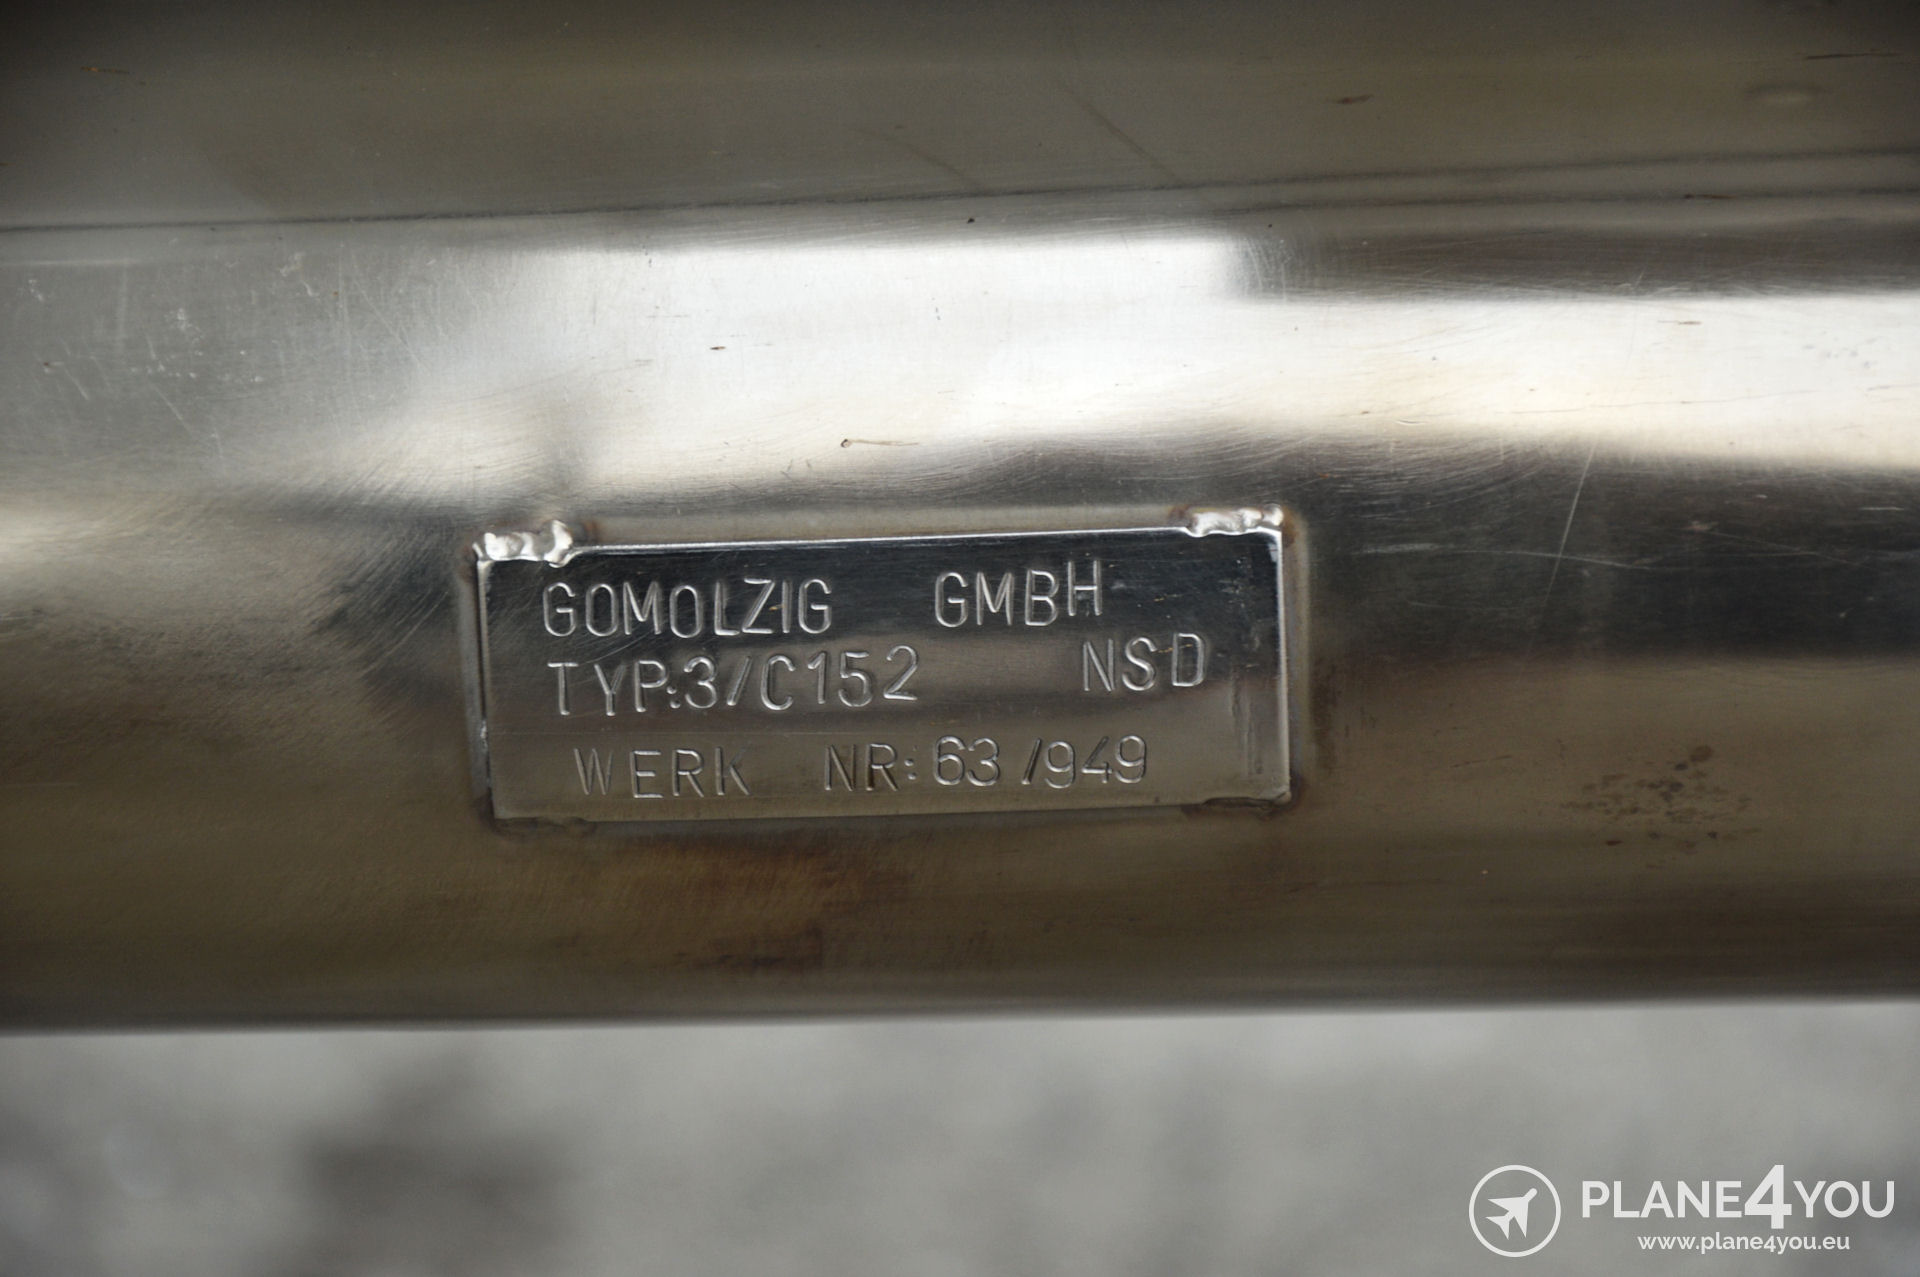 GOMOLZIG GMBH
TYP:3/C152 NSD
WERK NR: 63/949
PLANE4YOU
www.plane4you.eu